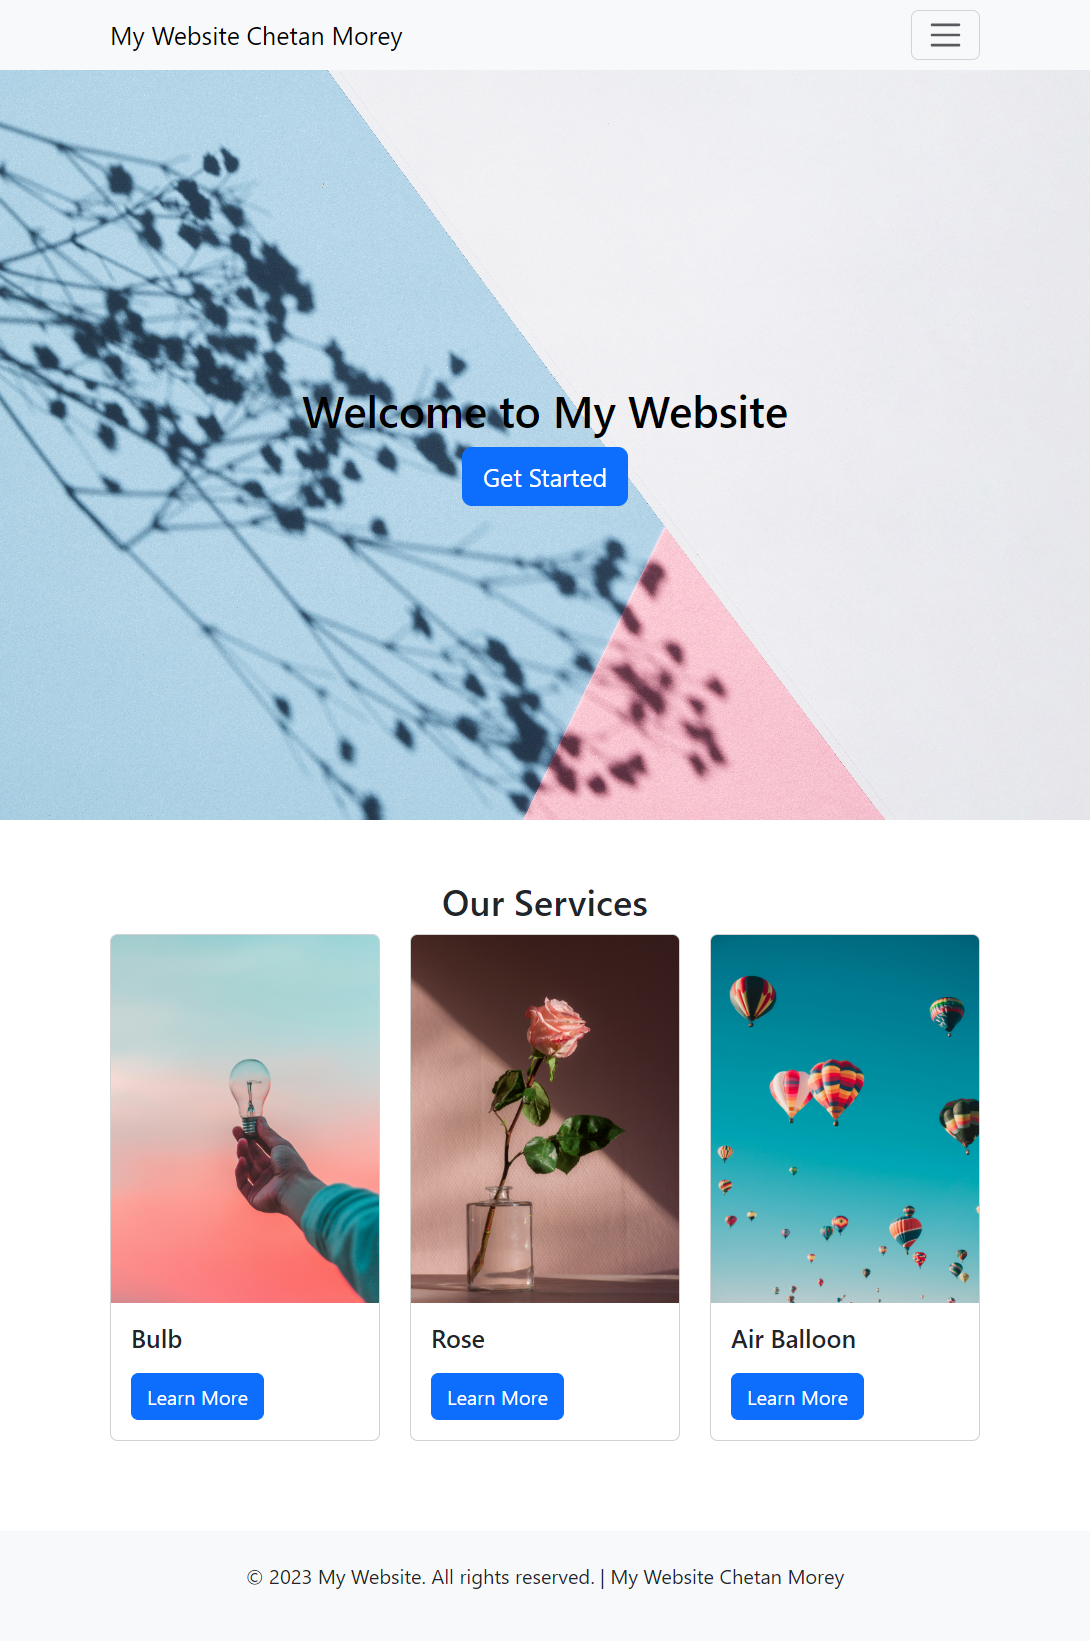 My Website Chetan Morey
Welcome to My Website
Get Started
Our Services
Bulb
Learn More
Rose
Learn More
Air Balloon
Learn More
© 2023 My Website. All rights reserved. | My Website Chetan Morey